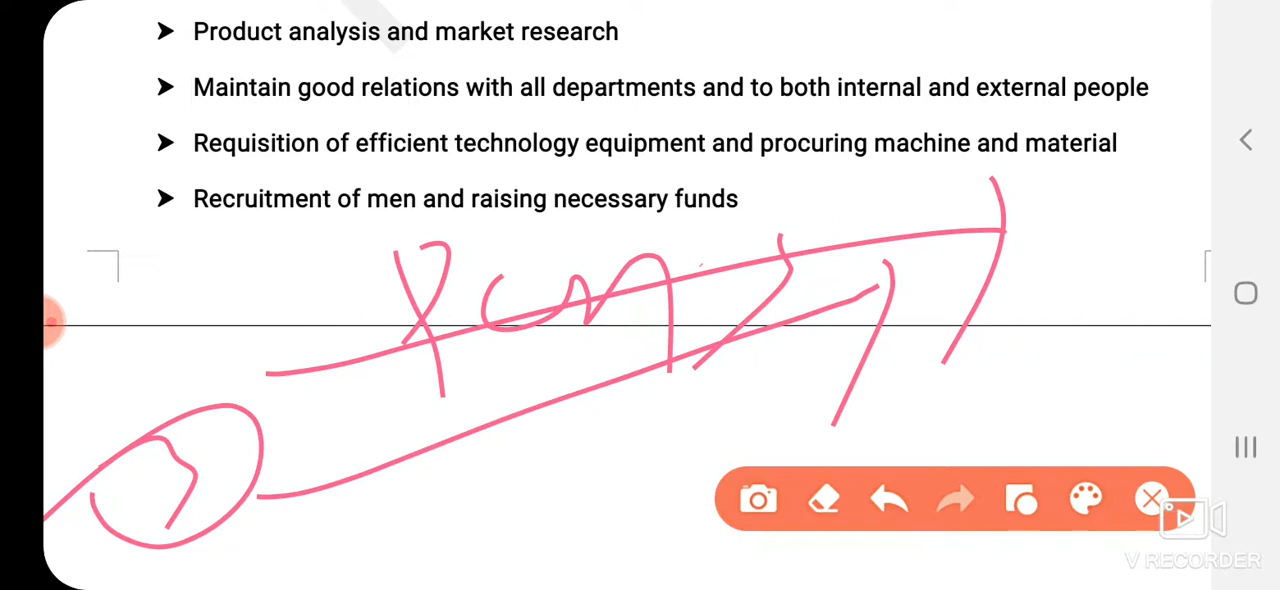 ➤ Product analysis and market research
➤ Maintain good relations with all departments and to both internal and external people
➤ Requisition of efficient technology equipment and procuring machine and material
➤ Recruitment of men and raising necessary funds
V RECORDER